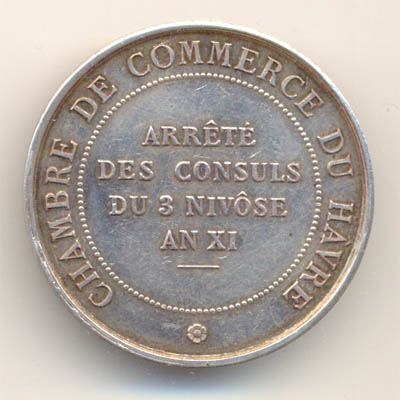 CHAMBRE DE COMMERCE DU HAVRE
ARRÊTÉ
DES CONSULS
DU 3 NIVÔSE
AN XI